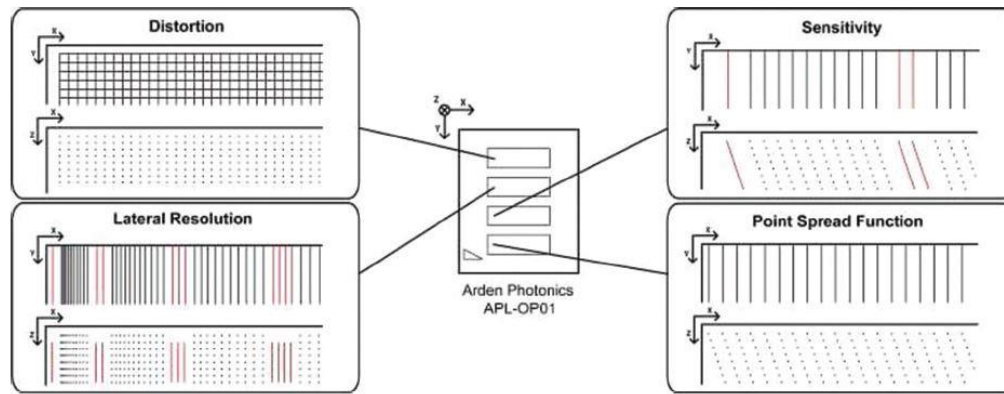 Distortion
X
Y
X
Z
Sensitivity
X
Y
X
Z
Z
X
Y
Lateral Resolution
X
Y
X
Z
Point Spread Function
X
Y
X
Z
Arden Photonics
APL-OP01